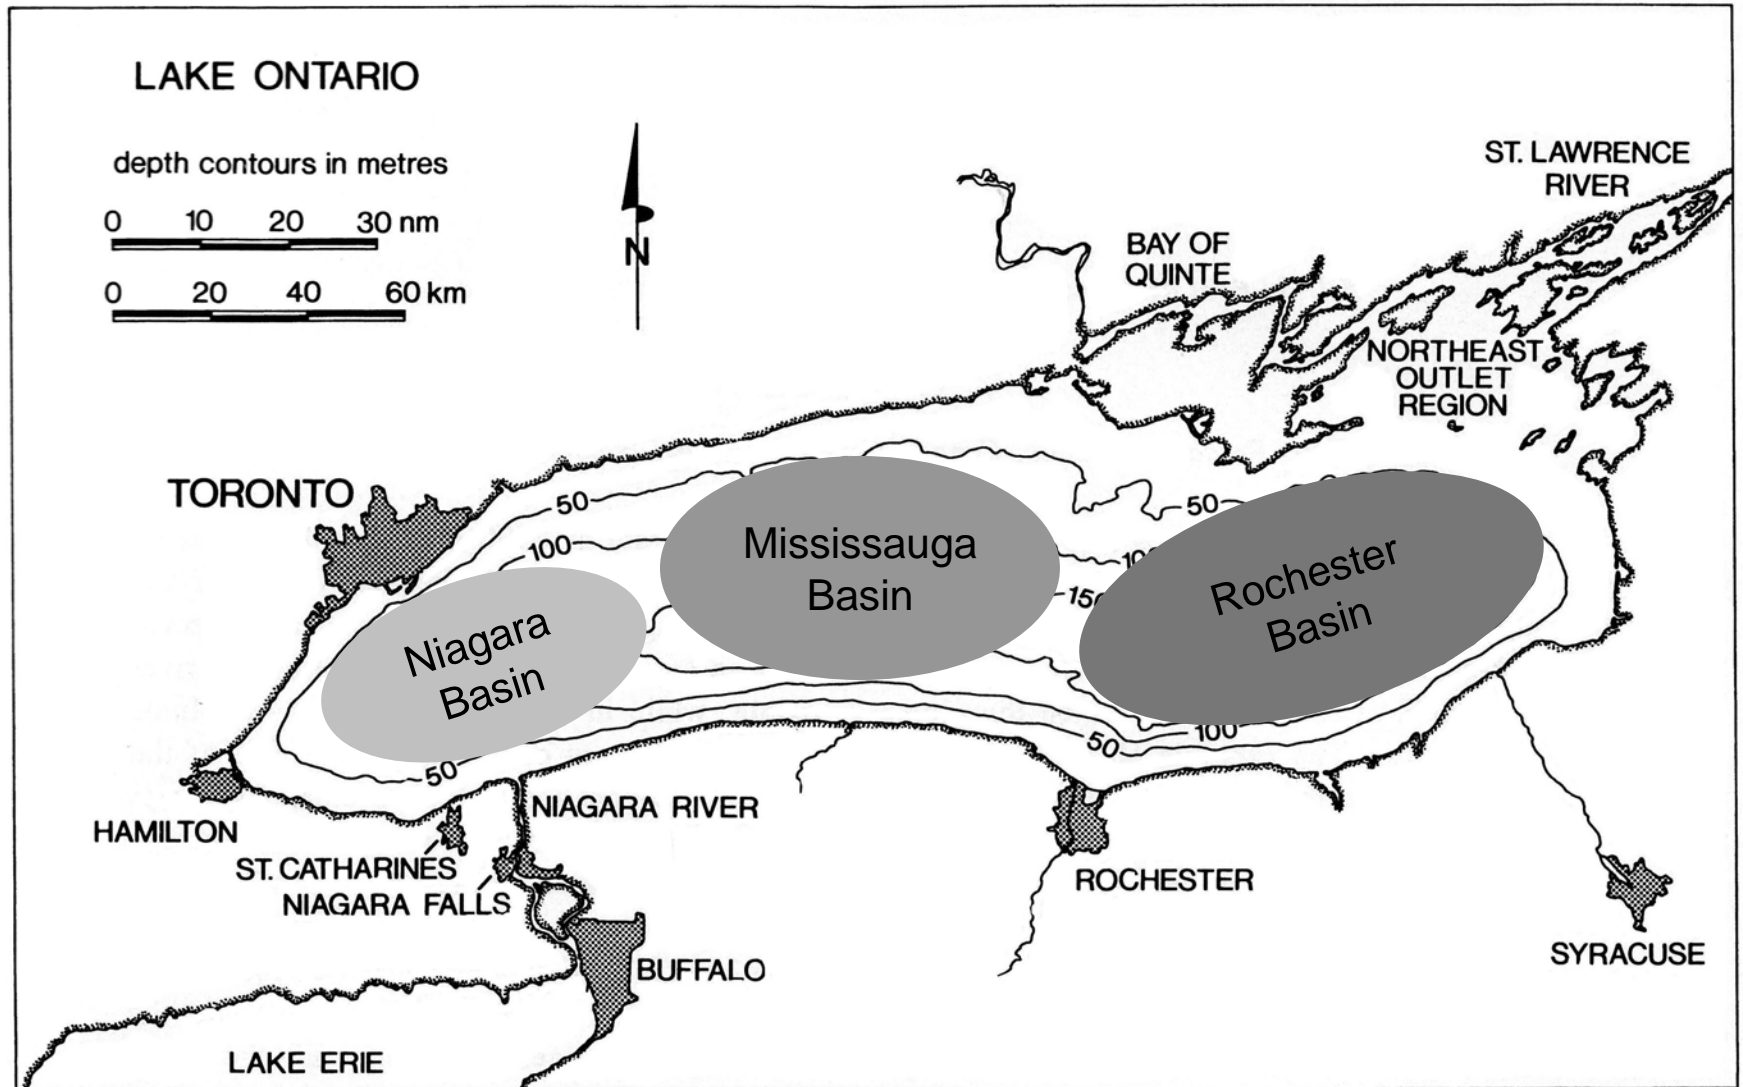 LAKE ONTARIO
depth contours in metres
0 10 20 30 nm
0 20 40 60 km
N
ST. LAWRENCE
RIVER
BAY OF
QUINTE
NORTHEAST
OUTLET
REGION
TORONTO
50
100
50
100
150
Mississauga
Basin
Rochester
Basin
Niagara
Basin
50
50
100
HAMILTON
NIAGARA RIVER
ST. CATHARINES
NIAGARA FALLS
BUFFALO
ROCHESTER
SYRACUSE
LAKE ERIE